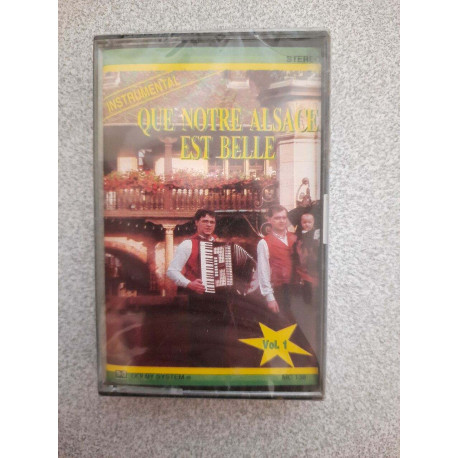 STEREO
INSTRUMENTAL
QUE NOTRE ALSACE
EST BELLE
Vol. 1